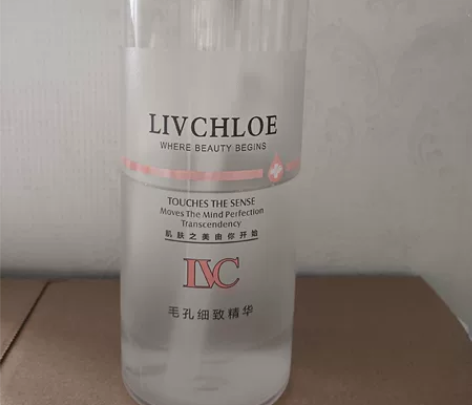 LIVCHLOE
WHERE BEAUTY BEGINS
TOUCHES THE SENSE
Moves The Mind Perfection
Transcendency
肌肤之美由你开始
LVC
毛孔细致精华